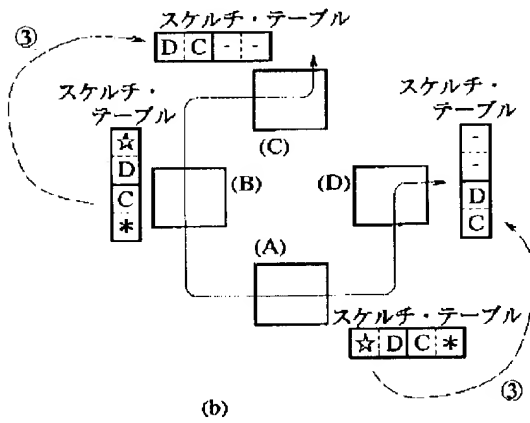 スケルチ・テーブル
③
D C - -
スケルチ・
テーブル
☆
D
C
*
(C)
(B)
スケルチ・
テーブル
-
-
D
C
(D)
(A)
スケルチ・テーブル
☆ D C *
③
(b)